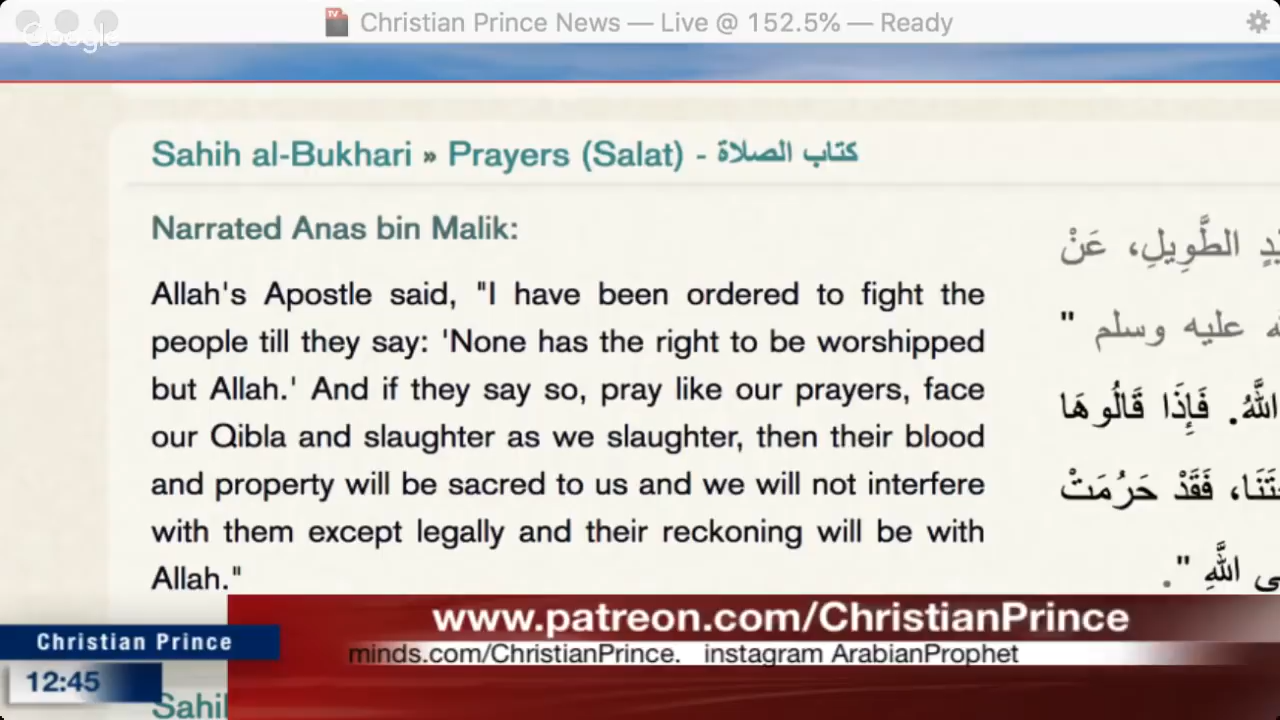 Google
Christian Prince News — Live @ 152.5% — Ready
Sahih al-Bukhari » Prayers (Salat) - كتاب الصلاة
Narrated Anas bin Malik:
Allah's Apostle said, "I have been ordered to fight the
people till they say: 'None has the right to be worshipped
but Allah.' And if they say so, pray like our prayers, face
our Qibla and slaughter as we slaughter, then their blood
and property will be sacred to us and we will not interfere
with them except legally and their reckoning will be with
Allah."
الطَّوِيلِ، عَنْ
عليه وسلم "
اللَّهُ. فَإِذَا قَالُوهَا
فَقَدْ حَرُمَتْ
اللَّهِ ".
www.patreon.com/ChristianPrince
Christian Prince
minds.com/ChristianPrince. instagram ArabianProphet
12:45